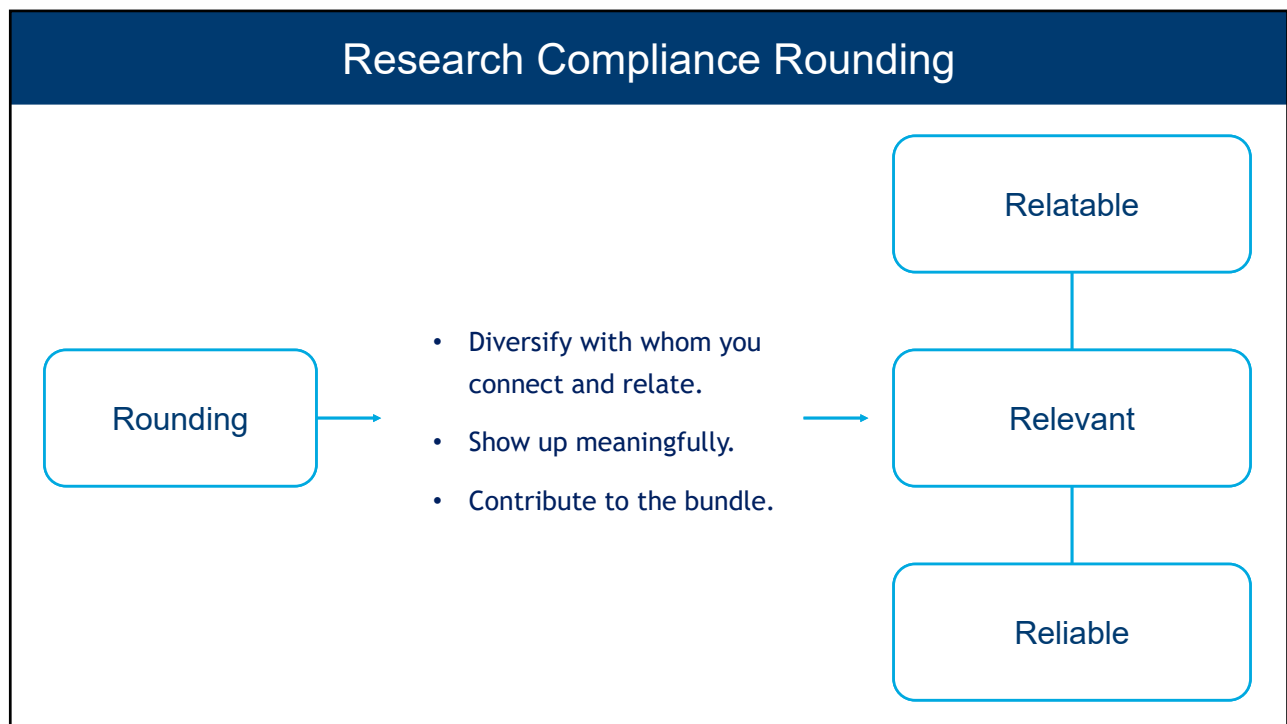 Research Compliance Rounding
Rounding
• Diversify with whom you
connect and relate.
• Show up meaningfully.
• Contribute to the bundle.
Relatable
Relevant
Reliable